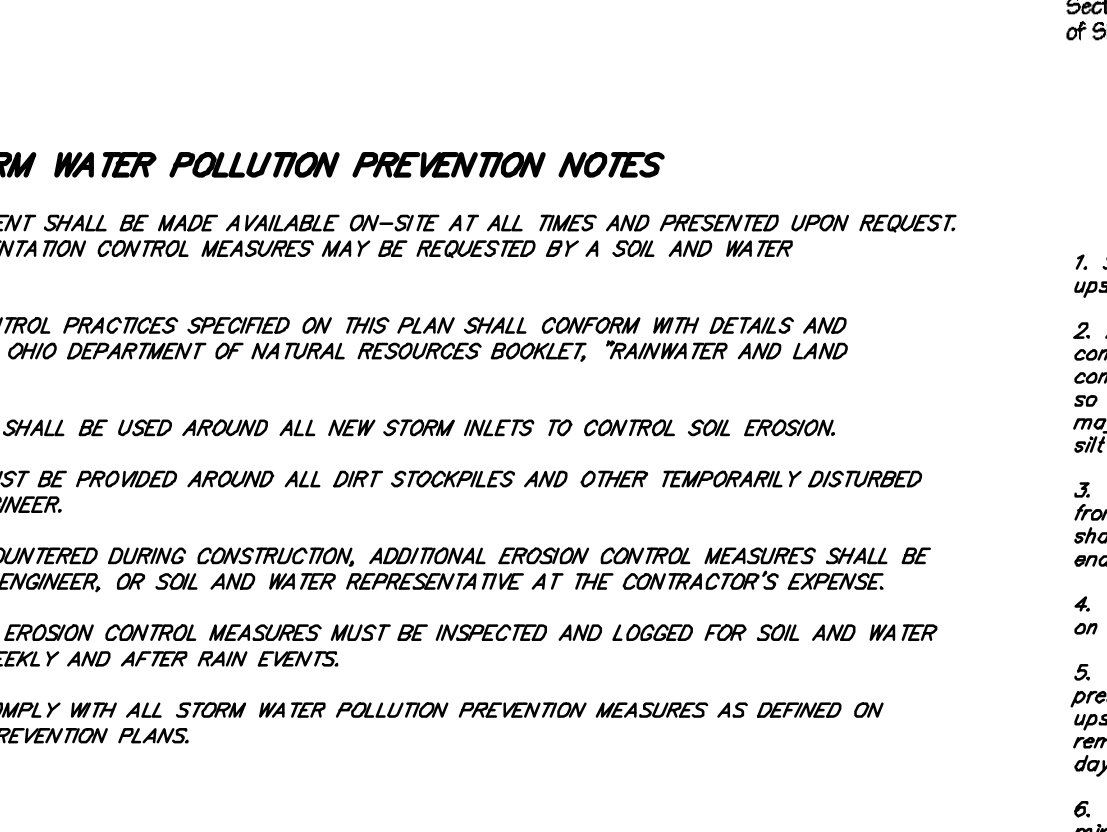 RM WATER POLLUTION PREVENTION NOTES
ENT SHALL BE MADE AVAILABLE ON-SITE AT ALL TIMES AND PRESENTED UPON REQUEST.
NTATION CONTROL MEASURES MAY BE REQUESTED BY A SOIL AND WATER
TROL PRACTICES SPECIFIED ON THIS PLAN SHALL CONFORM WITH DETAILS AND
OHIO DEPARTMENT OF NATURAL RESOURCES BOOKLET, "RAINWATER AND LAND
SHALL BE USED AROUND ALL NEW STORM INLETS TO CONTROL SOIL EROSION.
ST BE PROVIDED AROUND ALL DIRT STOCKPILES AND OTHER TEMPORARILY DISTURBED
INEER.
OUNTERED DURING CONSTRUCTION, ADDITIONAL EROSION CONTROL MEASURES SHALL BE
ENGINEER, OR SOIL AND WATER REPRESENTATIVE AT THE CONTRACTOR'S EXPENSE.
EROSION CONTROL MEASURES MUST BE INSPECTED AND LOGGED FOR SOIL AND WATER
EEKLY AND AFTER RAIN EVENTS.
OMPLY WITH ALL STORM WATER POLLUTION PREVENTION MEASURES AS DEFINED ON
REVENTION PLANS.
Sect
of S
1. S
ups
2.
con
con
so
may
silt
3.
fron
sha
end
4.
on
5.
pres
ups
rem
day
6.